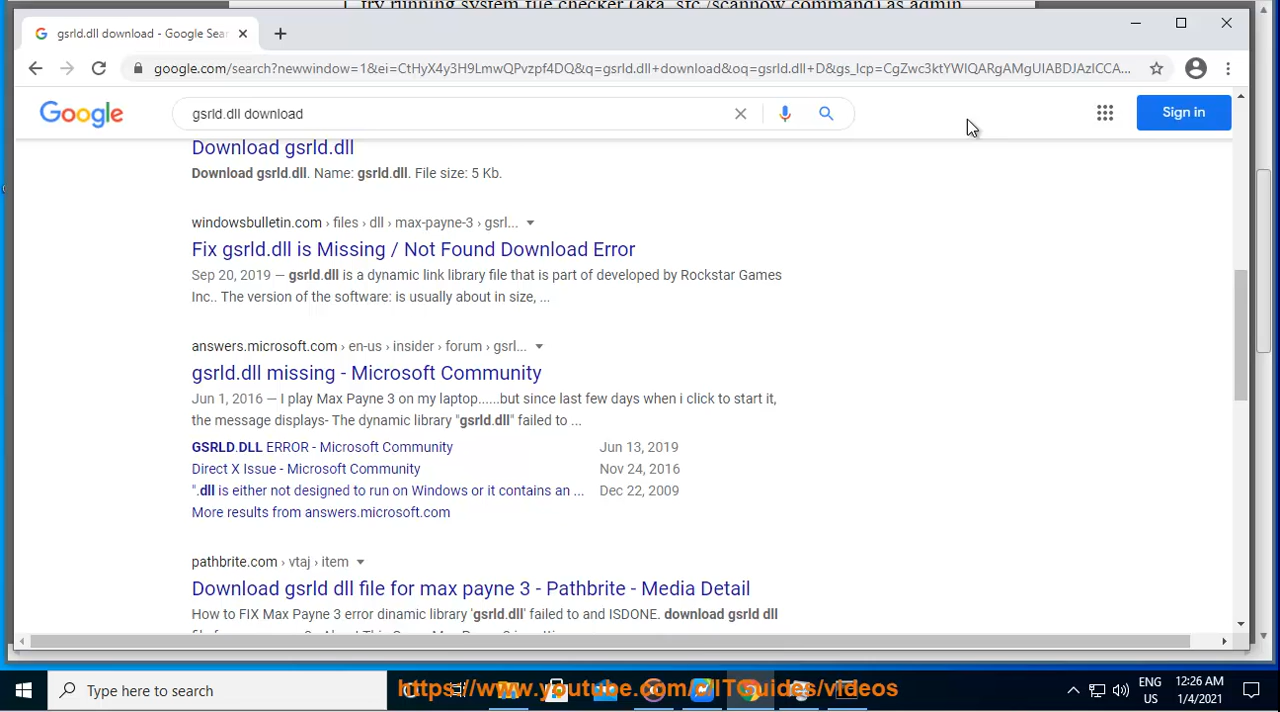 1. try running system file checker (aka, sfc /scannow command) as admin
gsrld.dll download - Google Sear
google.com/search?newwindow=1&ei=CtHyX4y3H9LmwQPvzpf4DQ&q=gsrld.dll+download&oq=gsrld.dll+D&gs_lcp=CgZwc3ktYWIQARgAMgUIABDJAzICCA...
Google
gsrld.dll download
Sign in
Download gsrld.dll
Download gsrld.dll. Name: gsrld.dll. File size: 5 Kb.
windowsbulletin.com › files › dll › max-payne-3 › gsrl...
Fix gsrld.dll is Missing / Not Found Download Error
Sep 20, 2019 — gsrld.dll is a dynamic link library file that is part of developed by Rockstar Games
Inc.. The version of the software: is usually about in size, ...
answers.microsoft.com › en-us › insider › forum › gsrl...
gsrld.dll missing - Microsoft Community
Jun 1, 2016 — I play Max Payne 3 on my laptop......but since last few days when i click to start it,
the message displays- The dynamic library "gsrld.dll" failed to ...
GSRLD.DLL ERROR - Microsoft Community Jun 13, 2019
Direct X Issue - Microsoft Community Nov 24, 2016
".dll is either not designed to run on Windows or it contains an ... Dec 22, 2009
More results from answers.microsoft.com
pathbrite.com › vtaj › item
Download gsrld dll file for max payne 3 - Pathbrite - Media Detail
How to FIX Max Payne 3 error dinamic library 'gsrld.dll' failed to and ISDONE. download gsrld dll
Type here to search
https://www.youtube.com/@ITGuides/videos
ENG
US
12:26 AM
1/4/2021